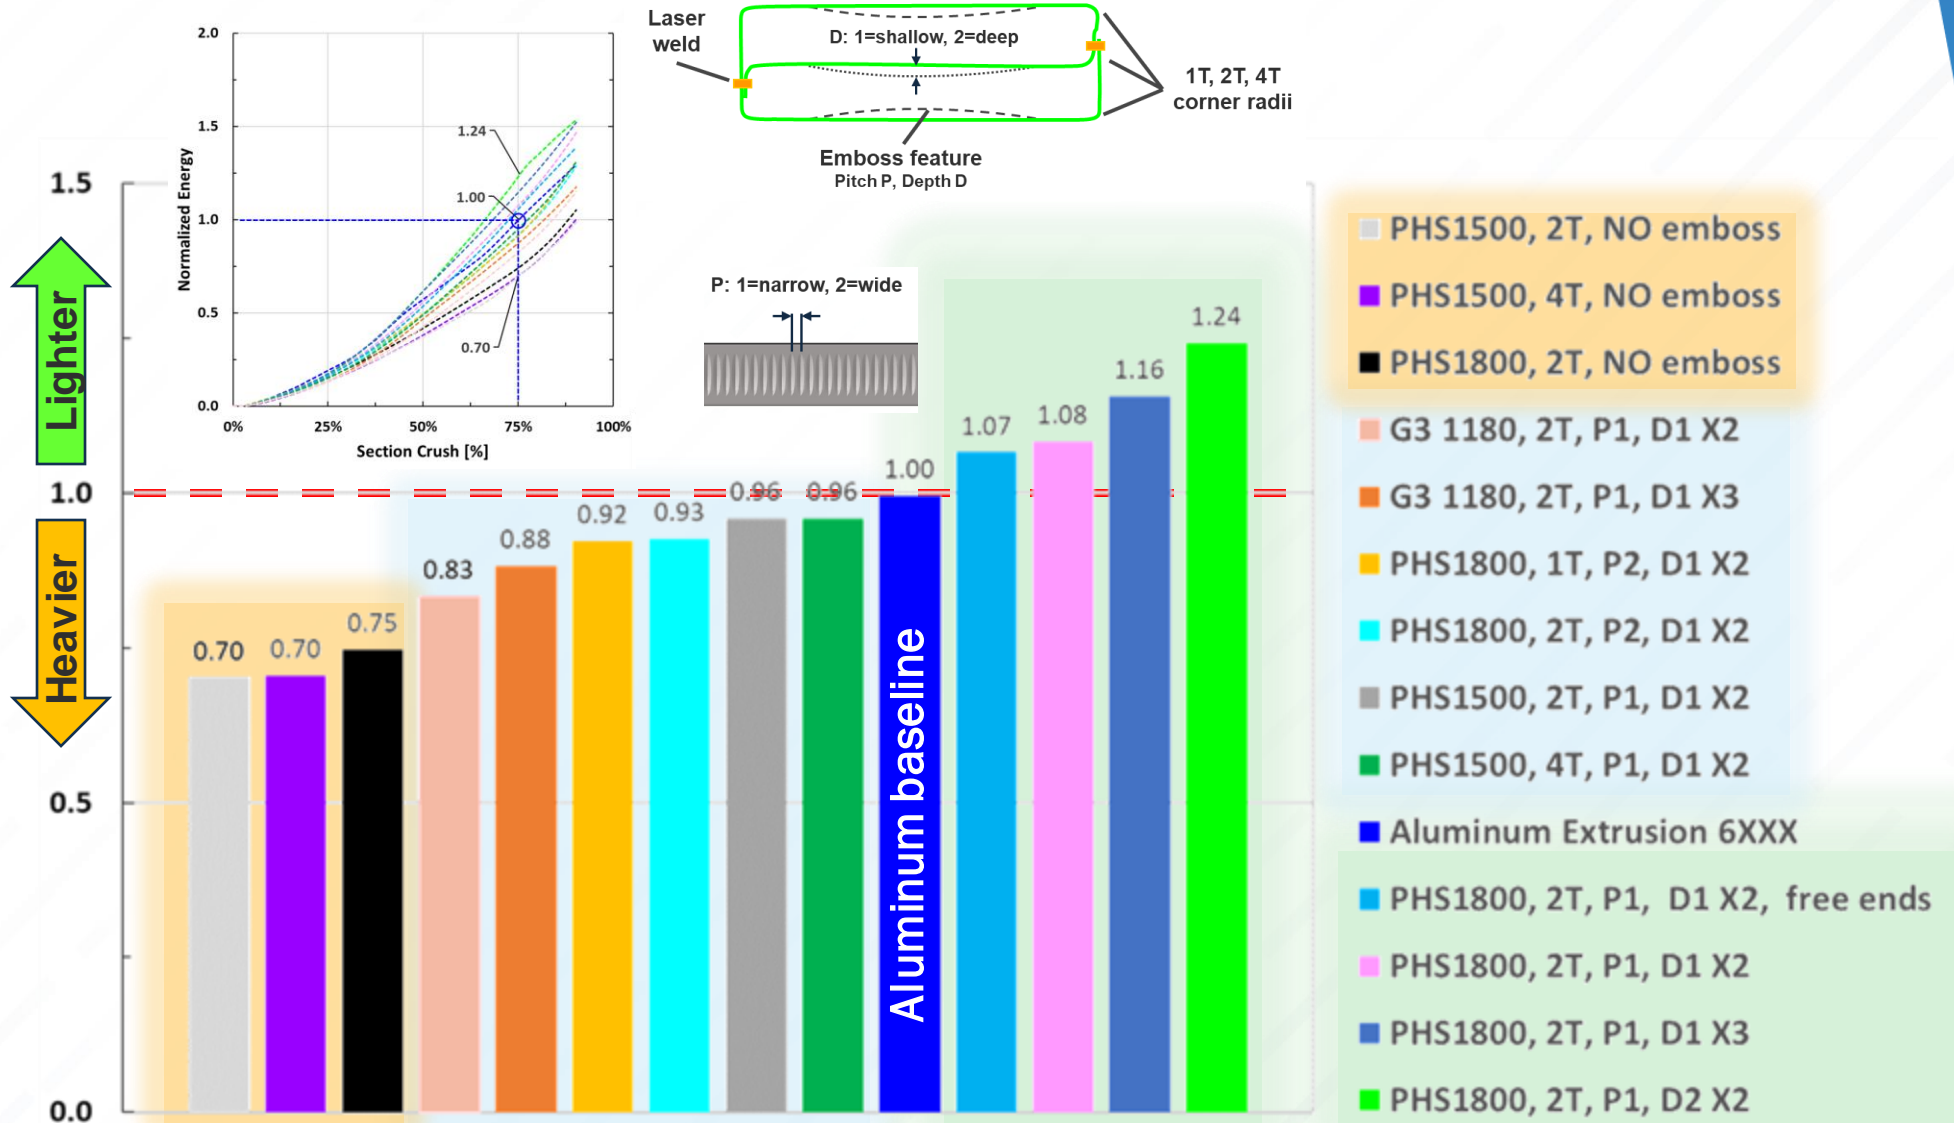 2.0
1.5
1.0
0.5
0.0
Normalized Energy
0%
25%
50%
75%
100%
Section Crush [%]
1.24
1.00
0.70
Laser
weld
D: 1=shallow, 2=deep
1T, 2T, 4T
corner radii
Emboss feature
Pitch P, Depth D
P: 1=narrow, 2=wide
Lighter
Heavier
1.5
1.0
0.5
0.0
0.70
0.70
0.75
0.83
0.88
0.92
0.93
0.96
0.96
1.00
1.07
1.08
1.16
1.24
Aluminum baseline
PHS1500, 2T, NO emboss
PHS1500, 4T, NO emboss
PHS1800, 2T, NO emboss
G3 1180, 2T, P1, D1 X2
G3 1180, 2T, P1, D1 X3
PHS1800, 1T, P2, D1 X2
PHS1800, 2T, P2, D1 X2
PHS1500, 2T, P1, D1 X2
PHS1500, 4T, P1, D1 X2
Aluminum Extrusion 6XXX
PHS1800, 2T, P1, D1 X2, free ends
PHS1800, 2T, P1, D1 X2
PHS1800, 2T, P1, D1 X3
PHS1800, 2T, P1, D2 X2